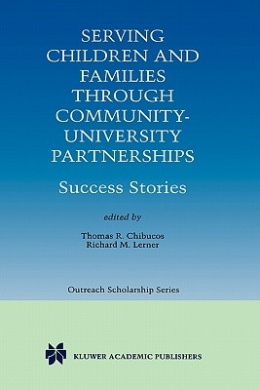 SERVING
CHILDREN AND
FAMILIES
THROUGH
COMMUNITY-
UNIVERSITY
PARTNERSHIPS
Success Stories
edited by
Thomas R. Chibucos
Richard M. Lerner
Outreach Scholarship Series
KLUWER ACADEMIC PUBLISHERS